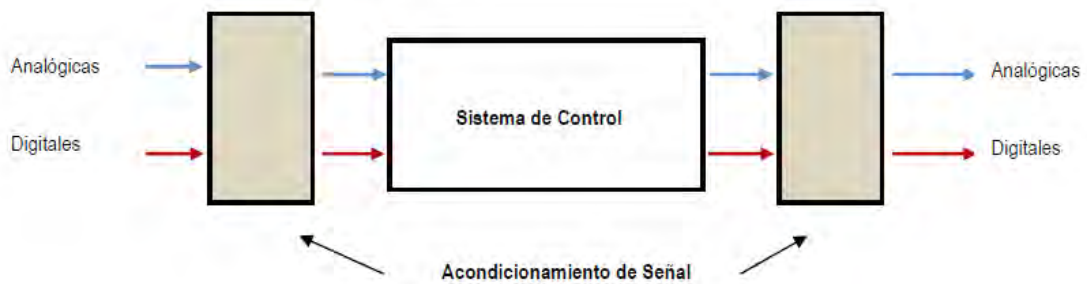 Analógicas
Digitales
Sistema de Control
Analógicas
Digitales
Acondicionamiento de Señal